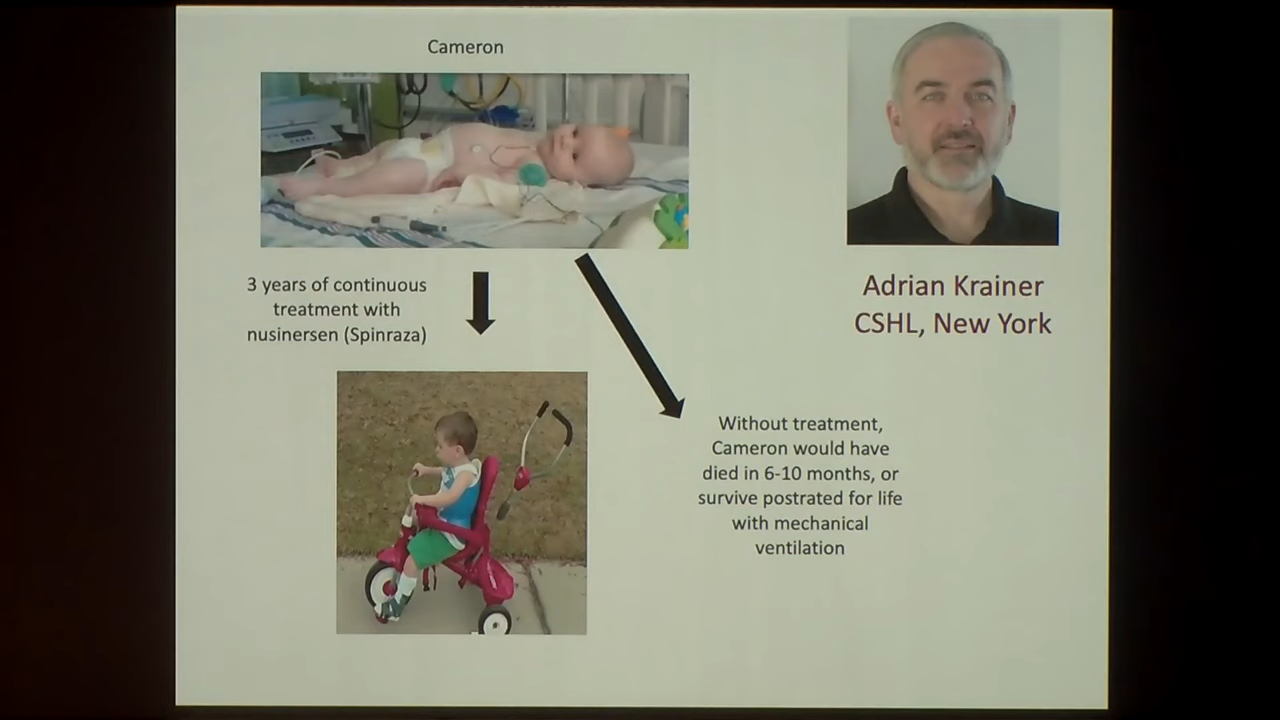 Cameron
3 years of continuous
treatment with
nusinersen (Spinraza)
Without treatment,
Cameron would have
died in 6-10 months, or
survive postrated for life
with mechanical
ventilation
Adrian Krainer
CSHL, New York